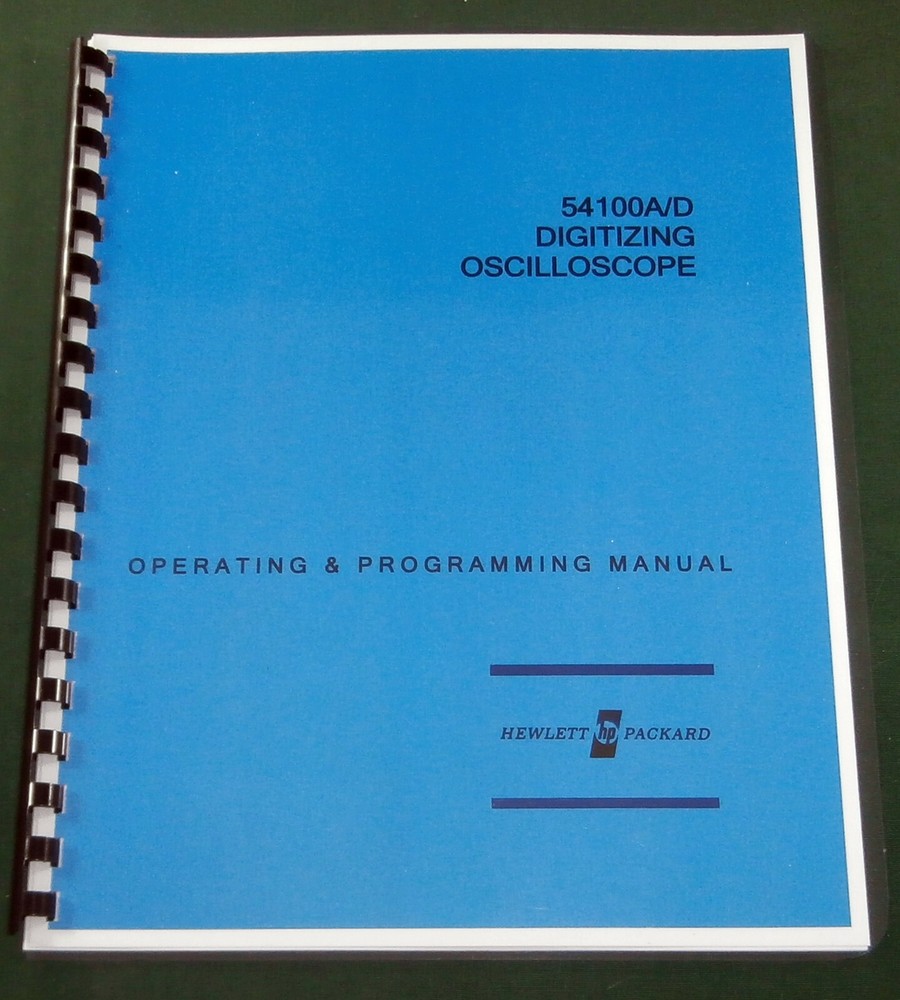 54100A/D
DIGITIZING
OSCILLOSCOPE
OPERATING & PROGRAMMING MANUAL
HEWLETT hp PACKARD